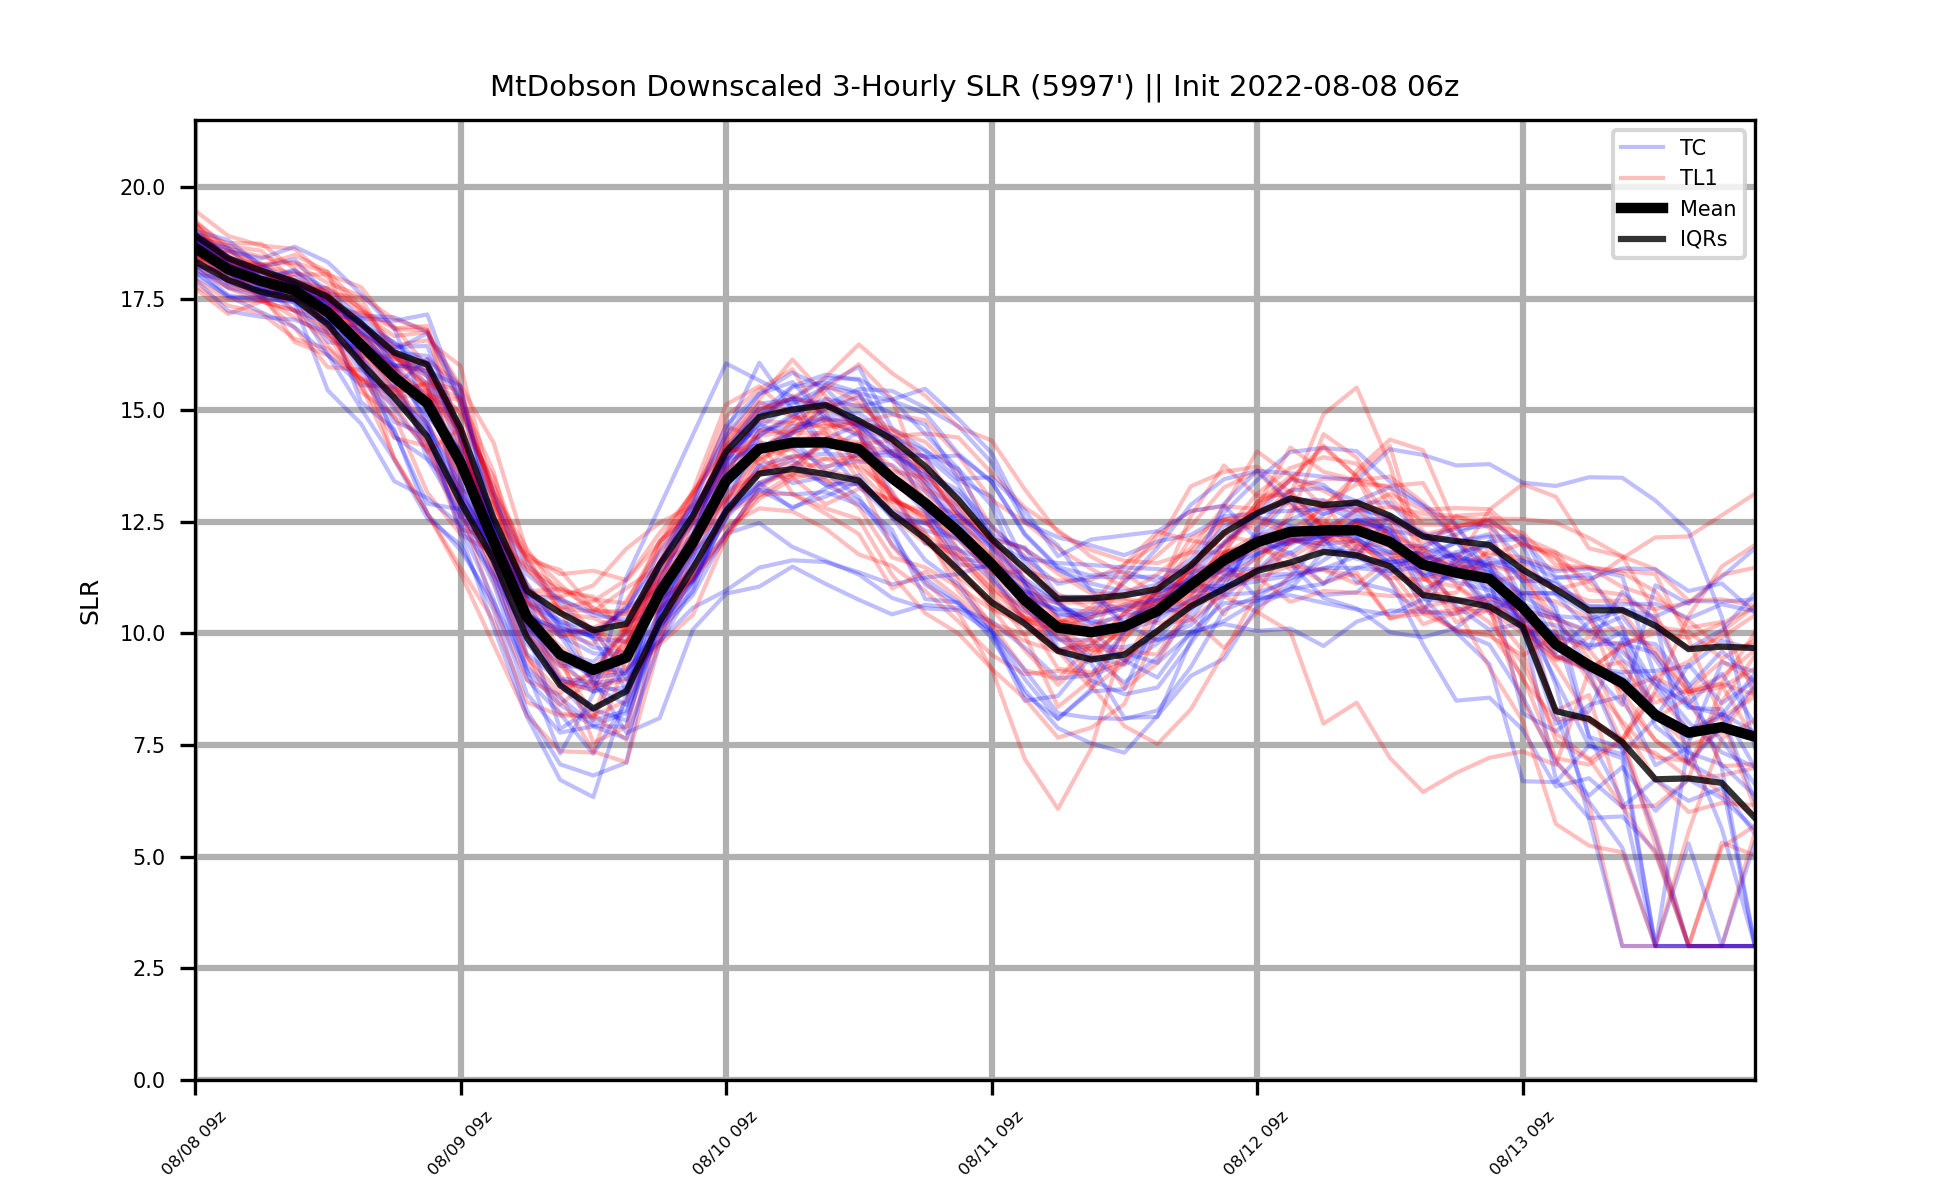 MtDobson Downscaled 3-Hourly SLR (5997') || Init 2022-08-08 06z
TC
TL1
Mean
IQRs
SLR
20.0
17.5
15.0
12.5
10.0
7.5
5.0
2.5
0.0
08/08 09z
08/09 09z
08/10 09z
08/11 09z
08/12 09z
08/13 09z